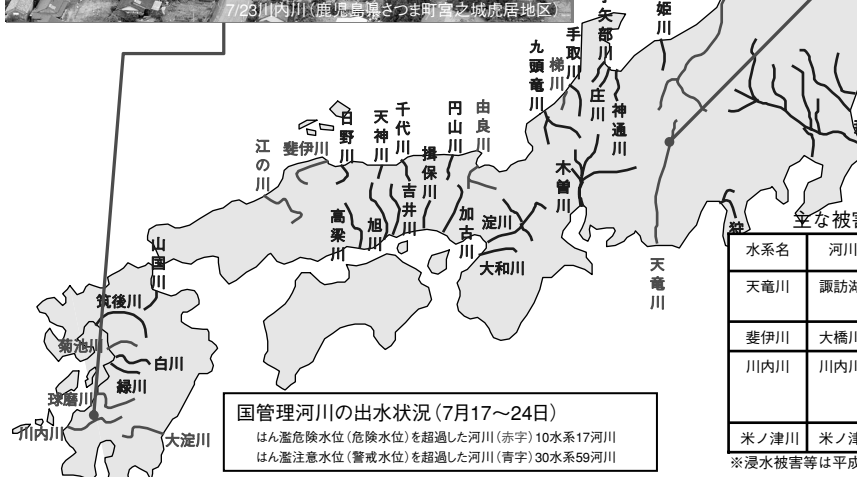 7/23川内川(鹿児島県さつま町宮之城虎居地区)
矢部川
姫川
手取川
九頭竜川
梯川
庄川
神通川
日野川
天神川
千代川
円山川
由良川
江の川
斐伊川
揖保川
吉井川
旭川
高梁川
加古川
淀川
大和川
木曽川
天竜川
狩
山国川
筑後川
菊池川
白川
緑川
球磨川
川内川
大淀川
国管理河川の出水状況(7月17～24日)
はん濫危険水位(危険水位)を超過した河川(赤字)10水系17河川
はん濫注意水位(警戒水位)を超過した河川(青字)30水系59河川
主な被害
水系名 河川
天竜川 諏訪湖
斐伊川 大橋川
川内川 川内川
米ノ津川 米ノ津
※浸水被害等は平成